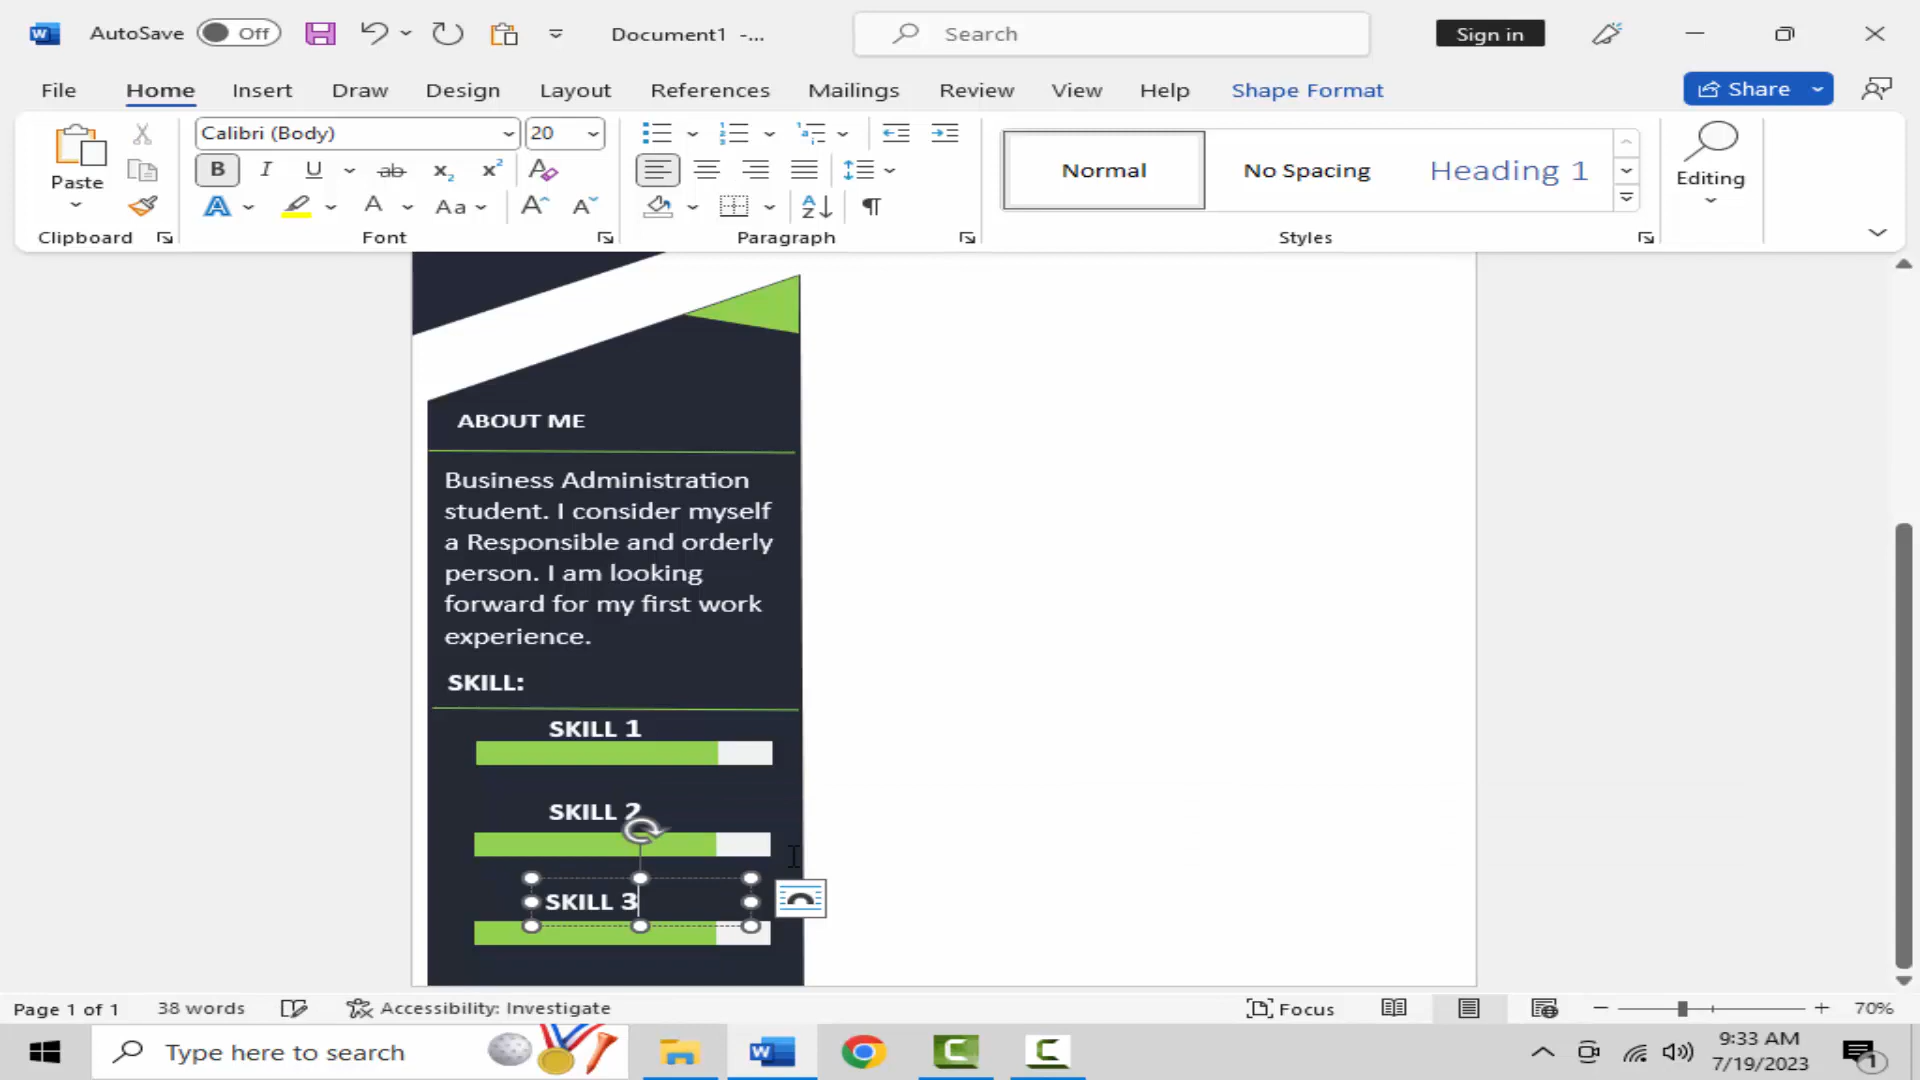 AutoSave Off Document1 -... Search Sign in
File Home Insert Draw Design Layout References Mailings Review View Help Shape Format Share
Paste Calibri (Body) 20 Normal No Spacing Heading 1 Editing
Clipboard Font Paragraph Styles
ABOUT ME
Business Administration
student. I consider myself
a Responsible and orderly
person. I am looking
forward for my first work
experience.
SKILL:
SKILL 1
SKILL 2
SKILL 3
Page 1 of 1 38 words Accessibility: Investigate Focus 70%
Type here to search 9:33 AM
7/19/2023 1